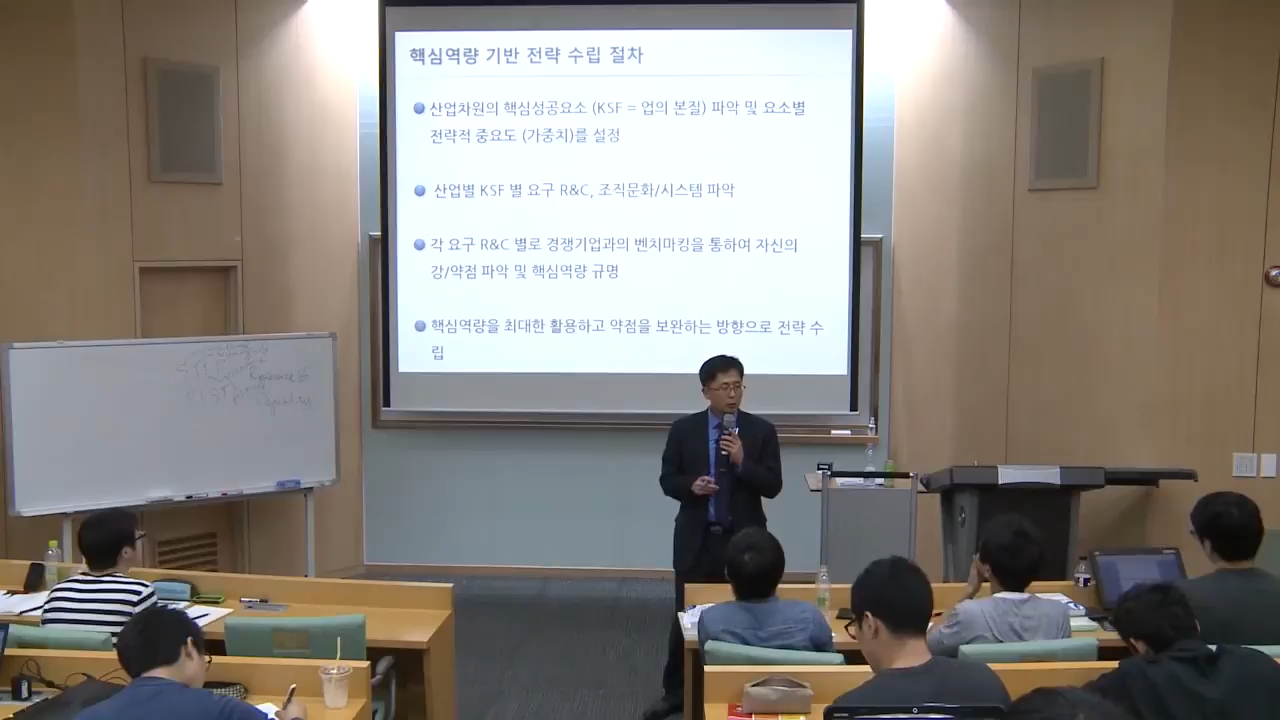 핵심역량 기반 전략 수립 절차
산업차원의 핵심성공요소 (KSF = 업의 본질) 파악 및 요소별
전략적 중요도 (가중치)를 설정
산업별 KSF 별 요구 R&C, 조직문화/시스템 파악
각 요구 R&C 별로 경쟁기업과의 벤치마킹을 통하여 자신의
강/약점 파악 및 핵심역량 규명
핵심역량을 최대한 활용하고 약점을 보완하는 방향으로 전략 수
립